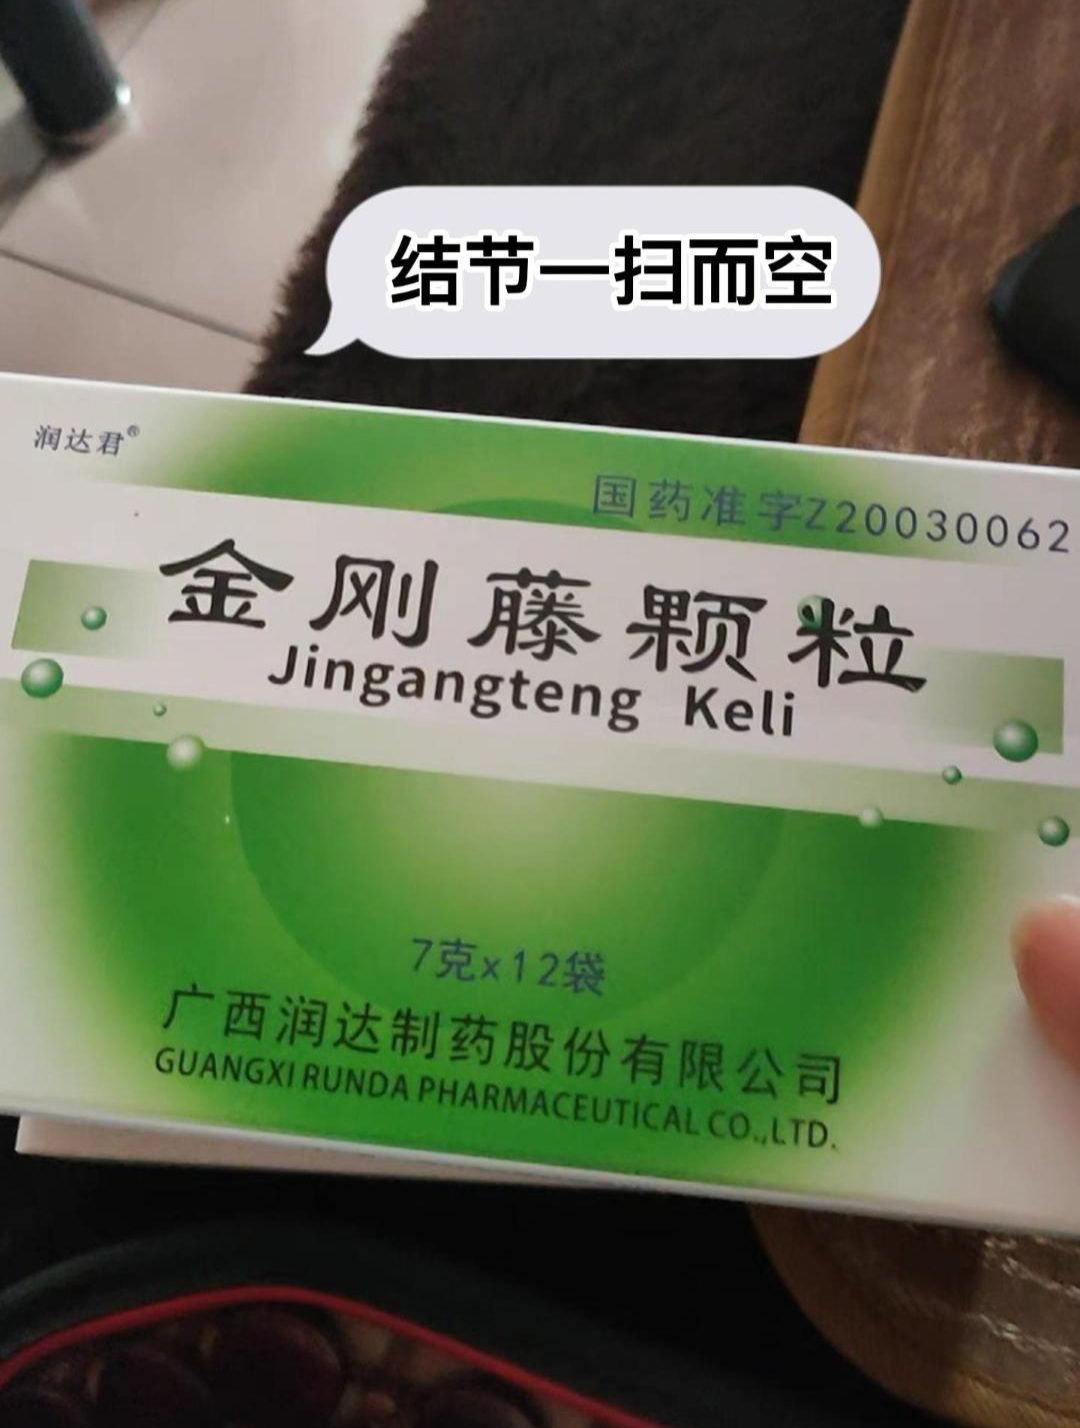 结节一扫而空
润达君®
国药准字Z20030062
金刚藤颗粒
Jingangteng Keli
7克x12袋
广西润达制药股份有限公司
GUANGXI RUNDA PHARMACEUTICAL CO.,LTD.